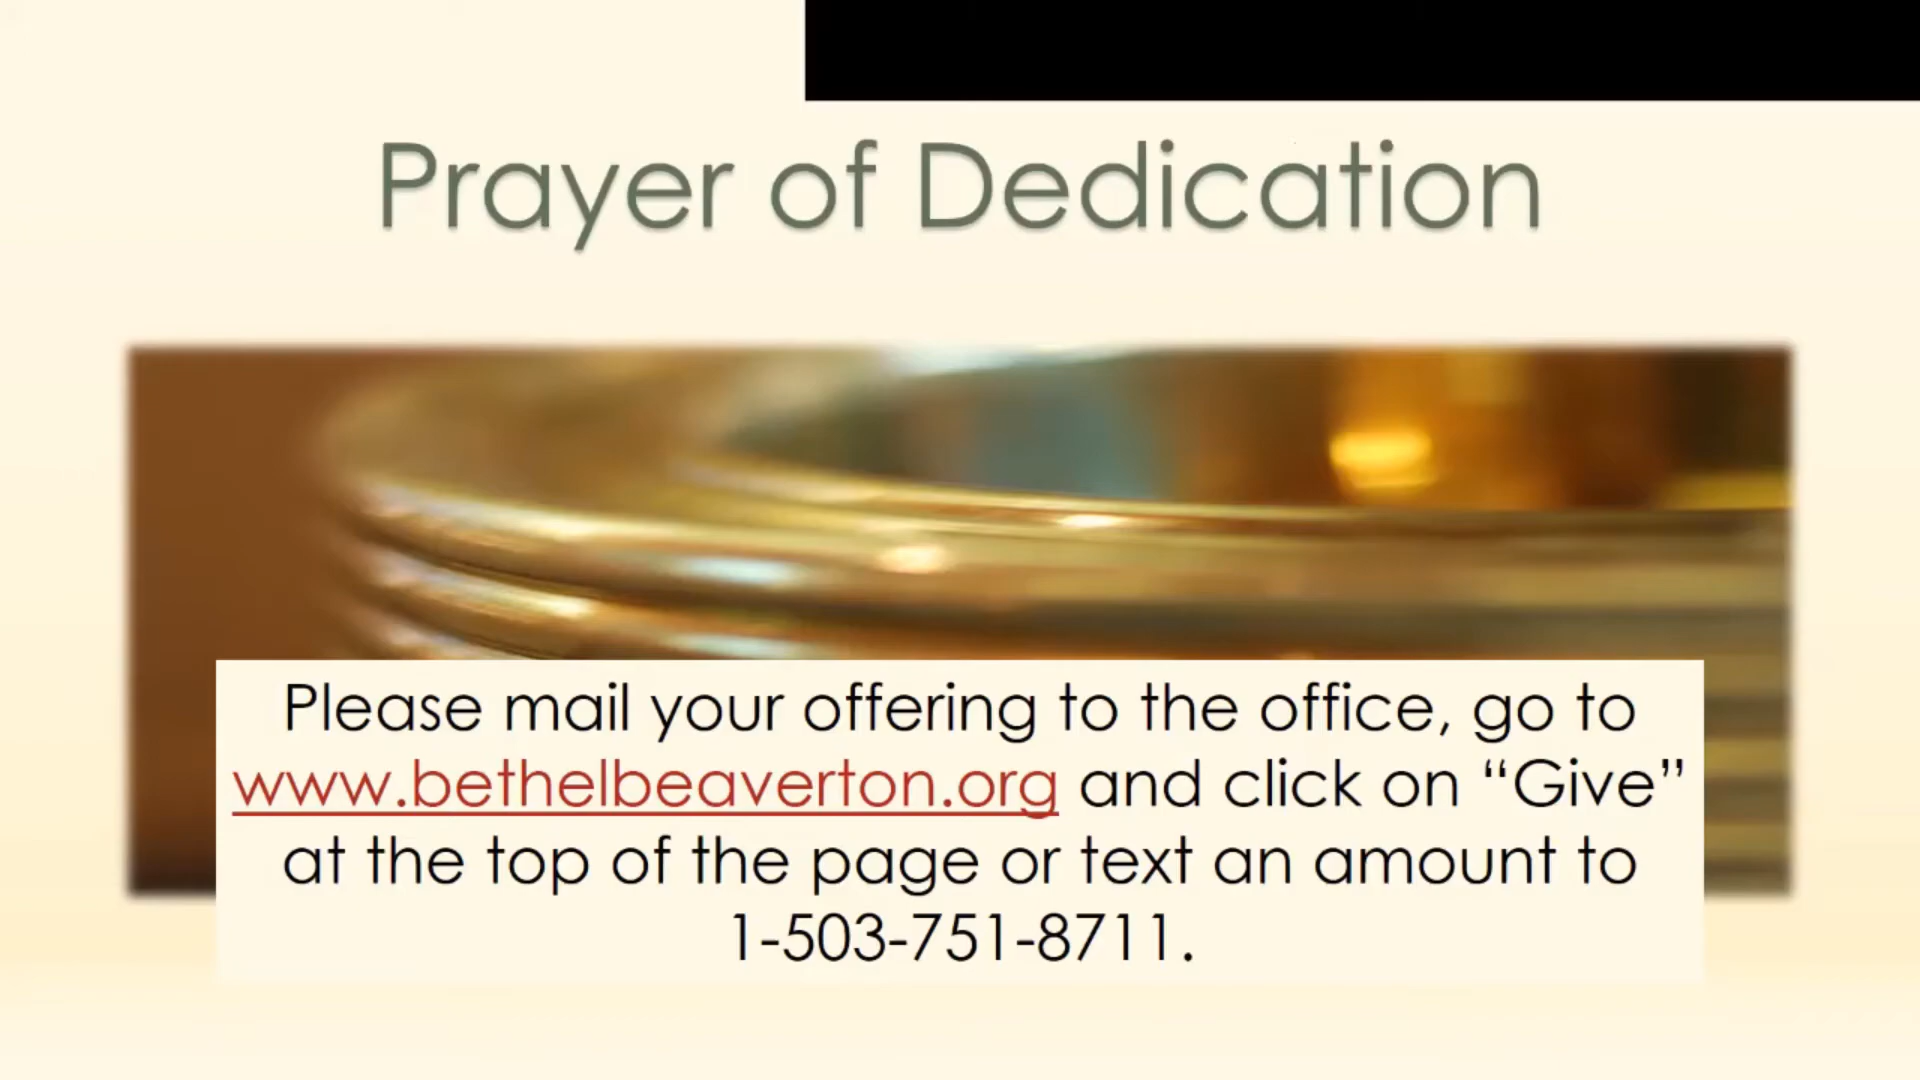 Prayer of Dedication
Please mail your offering to the office, go to
www.bethelbeaverton.org and click on “Give”
at the top of the page or text an amount to
1-503-751-8711.